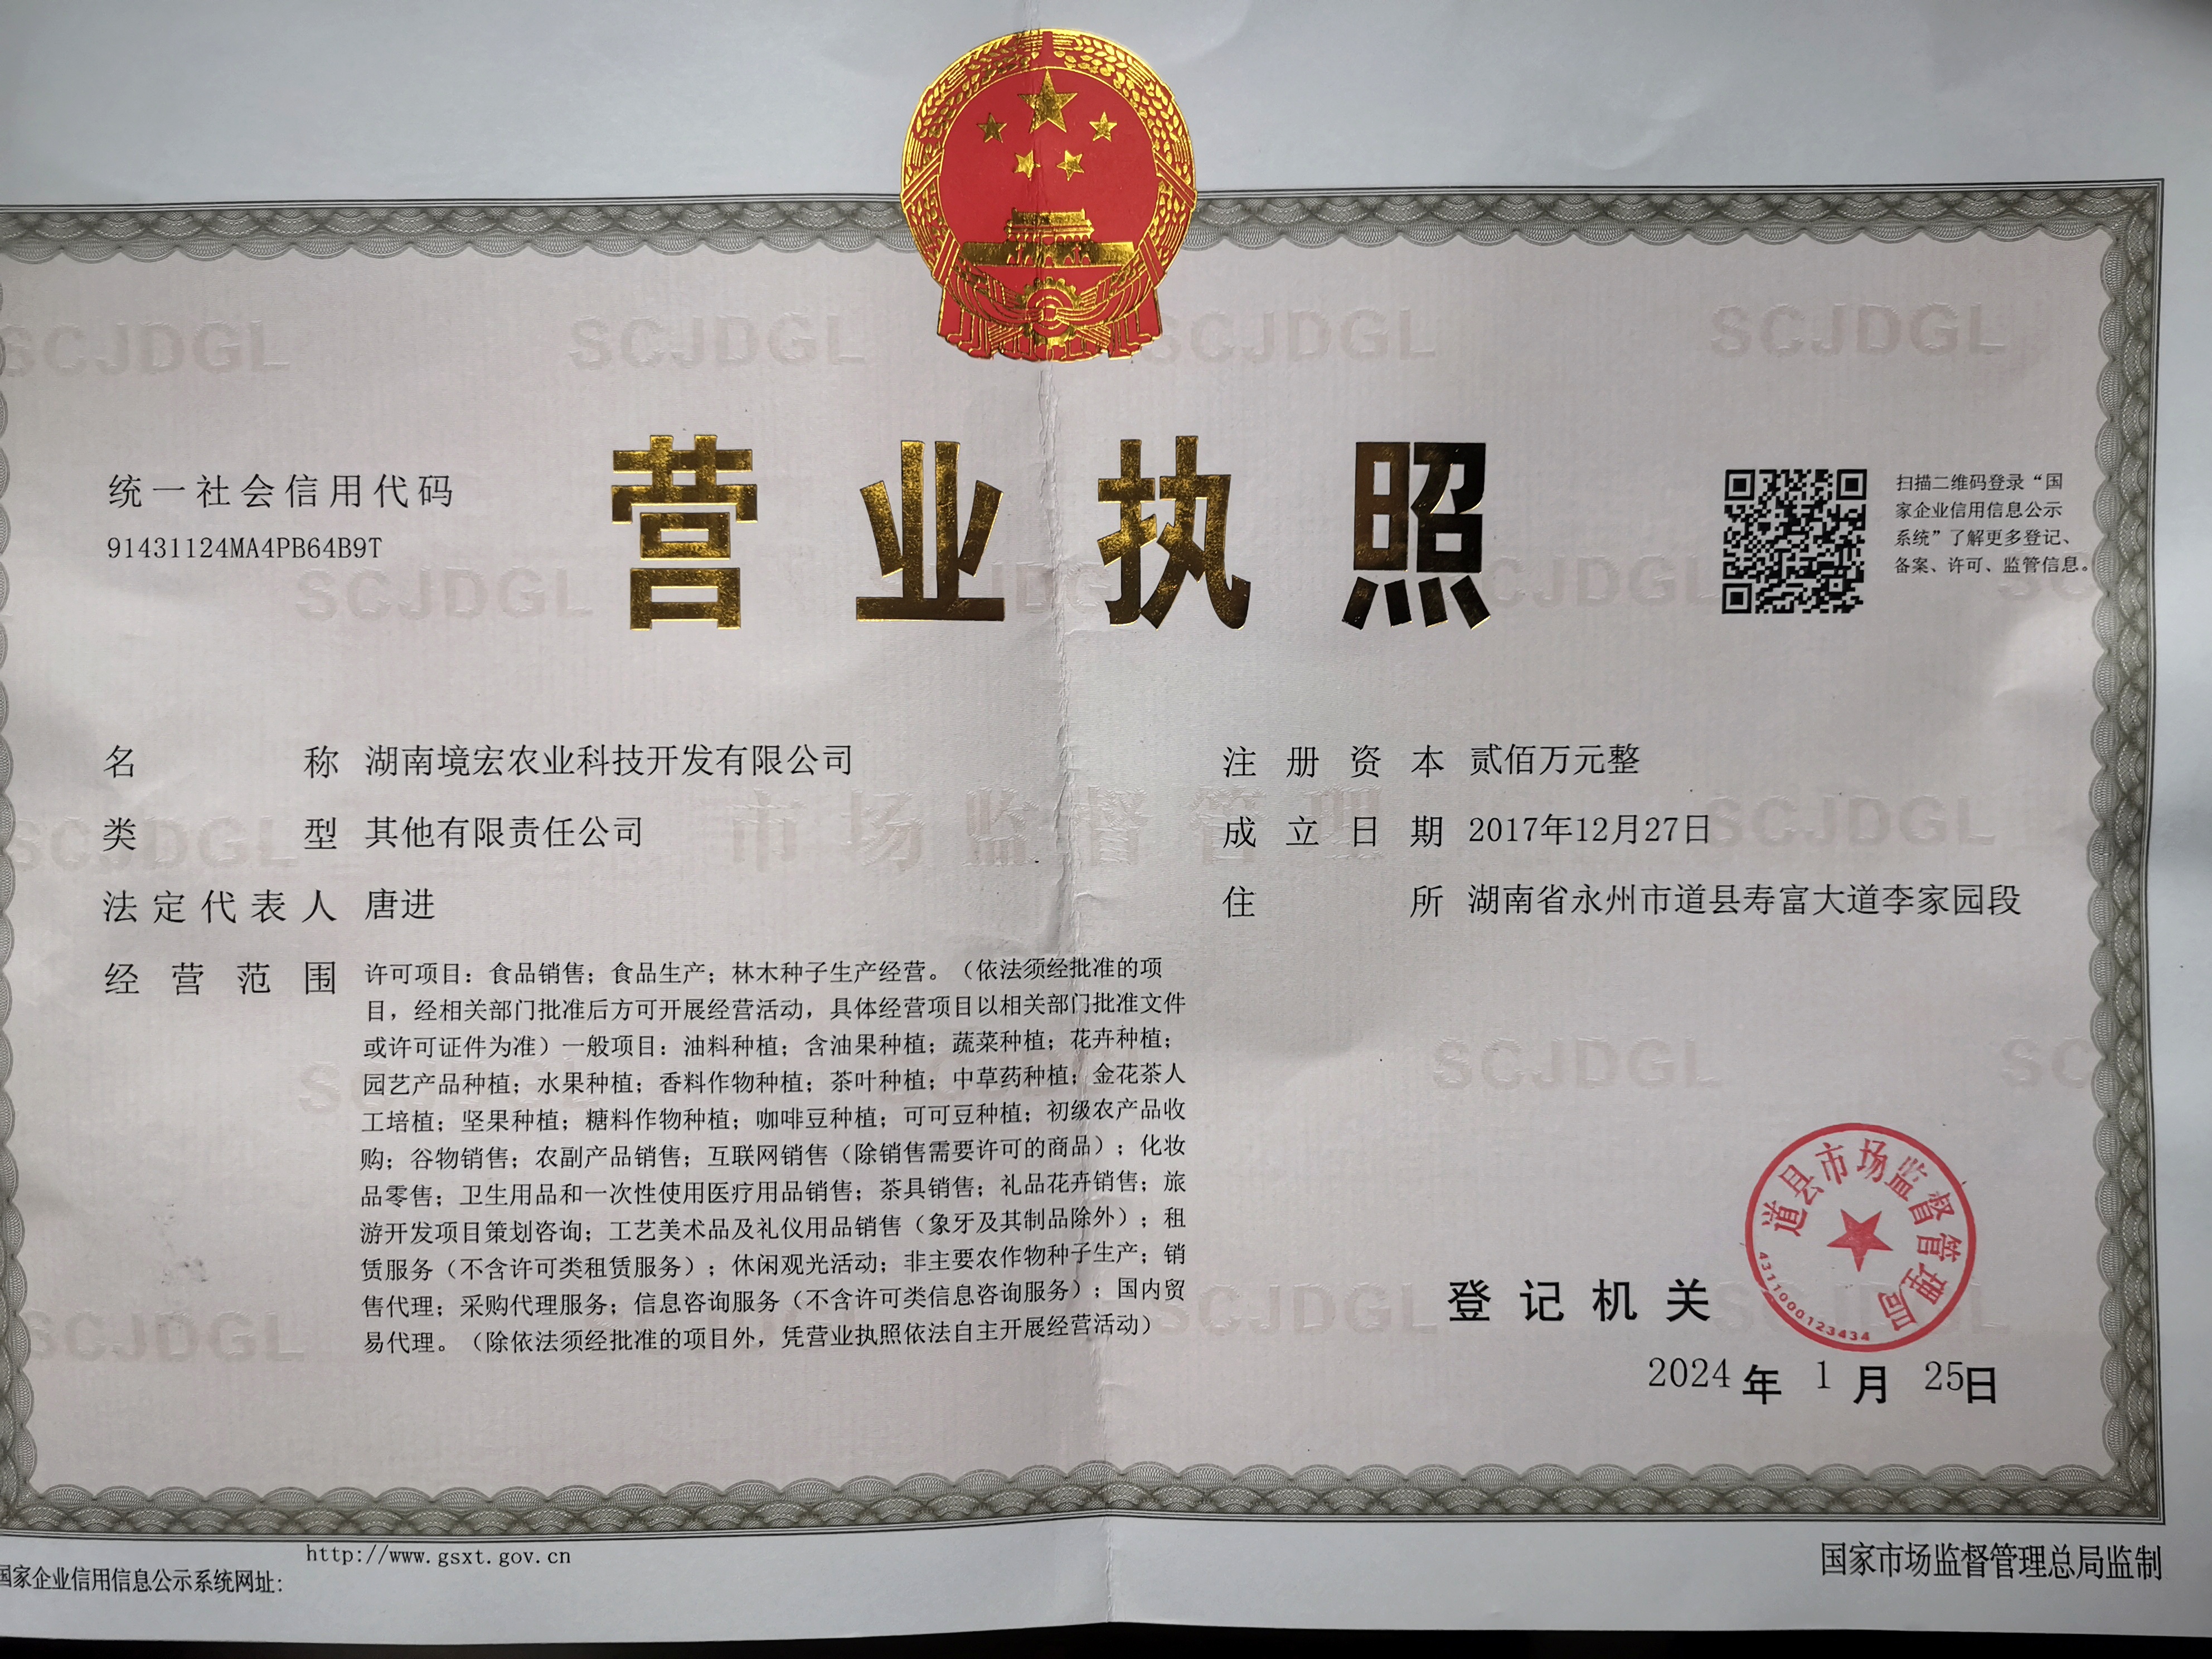 统一社会信用代码
91431124MA4PB64B9T
营业执照
扫描二维码登录“国
家企业信用信息公示
系统”了解更多登记、
备案、许可、监管信息。
名称 湖南境宏农业科技开发有限公司
类型 其他有限责任公司
法定代表人 唐进
经营范围 许可项目：食品销售；食品生产；林木种子生产经营。（依法须经批准的项
目，经相关部门批准后方可开展经营活动，具体经营项目以相关部门批准文件
或许可证件为准）一般项目：油料种植；含油果种植；蔬菜种植；花卉种植；
园艺产品种植；水果种植；香料作物种植；茶叶种植；中草药种植；金花茶人
工培植；坚果种植；糖料作物种植；咖啡豆种植；可可豆种植；初级农产品收
购；谷物销售；农副产品销售；互联网销售（除销售需要许可的商品）；化妆
品零售；卫生用品和一次性使用医疗用品销售；茶具销售；礼品花卉销售；旅
游开发项目策划咨询；工艺美术品及礼仪用品销售（象牙及其制品除外）；租
赁服务（不含许可类租赁服务）；休闲观光活动；非主要农作物种子生产；销
售代理；采购代理服务；信息咨询服务（不含许可类信息咨询服务）；国内贸
易代理。（除依法须经批准的项目外，凭营业执照依法自主开展经营活动）
注册资本 贰佰万元整
成立日期 2017年12月27日
住所 湖南省永州市道县寿富大道李家园段
登记机关
道县市场监督管理局
4311000123434
2024年1月25日
SCJDGL
市场监督管理
国家企业信用信息公示系统网址：
http://www.gsxt.gov.cn
国家市场监督管理总局监制